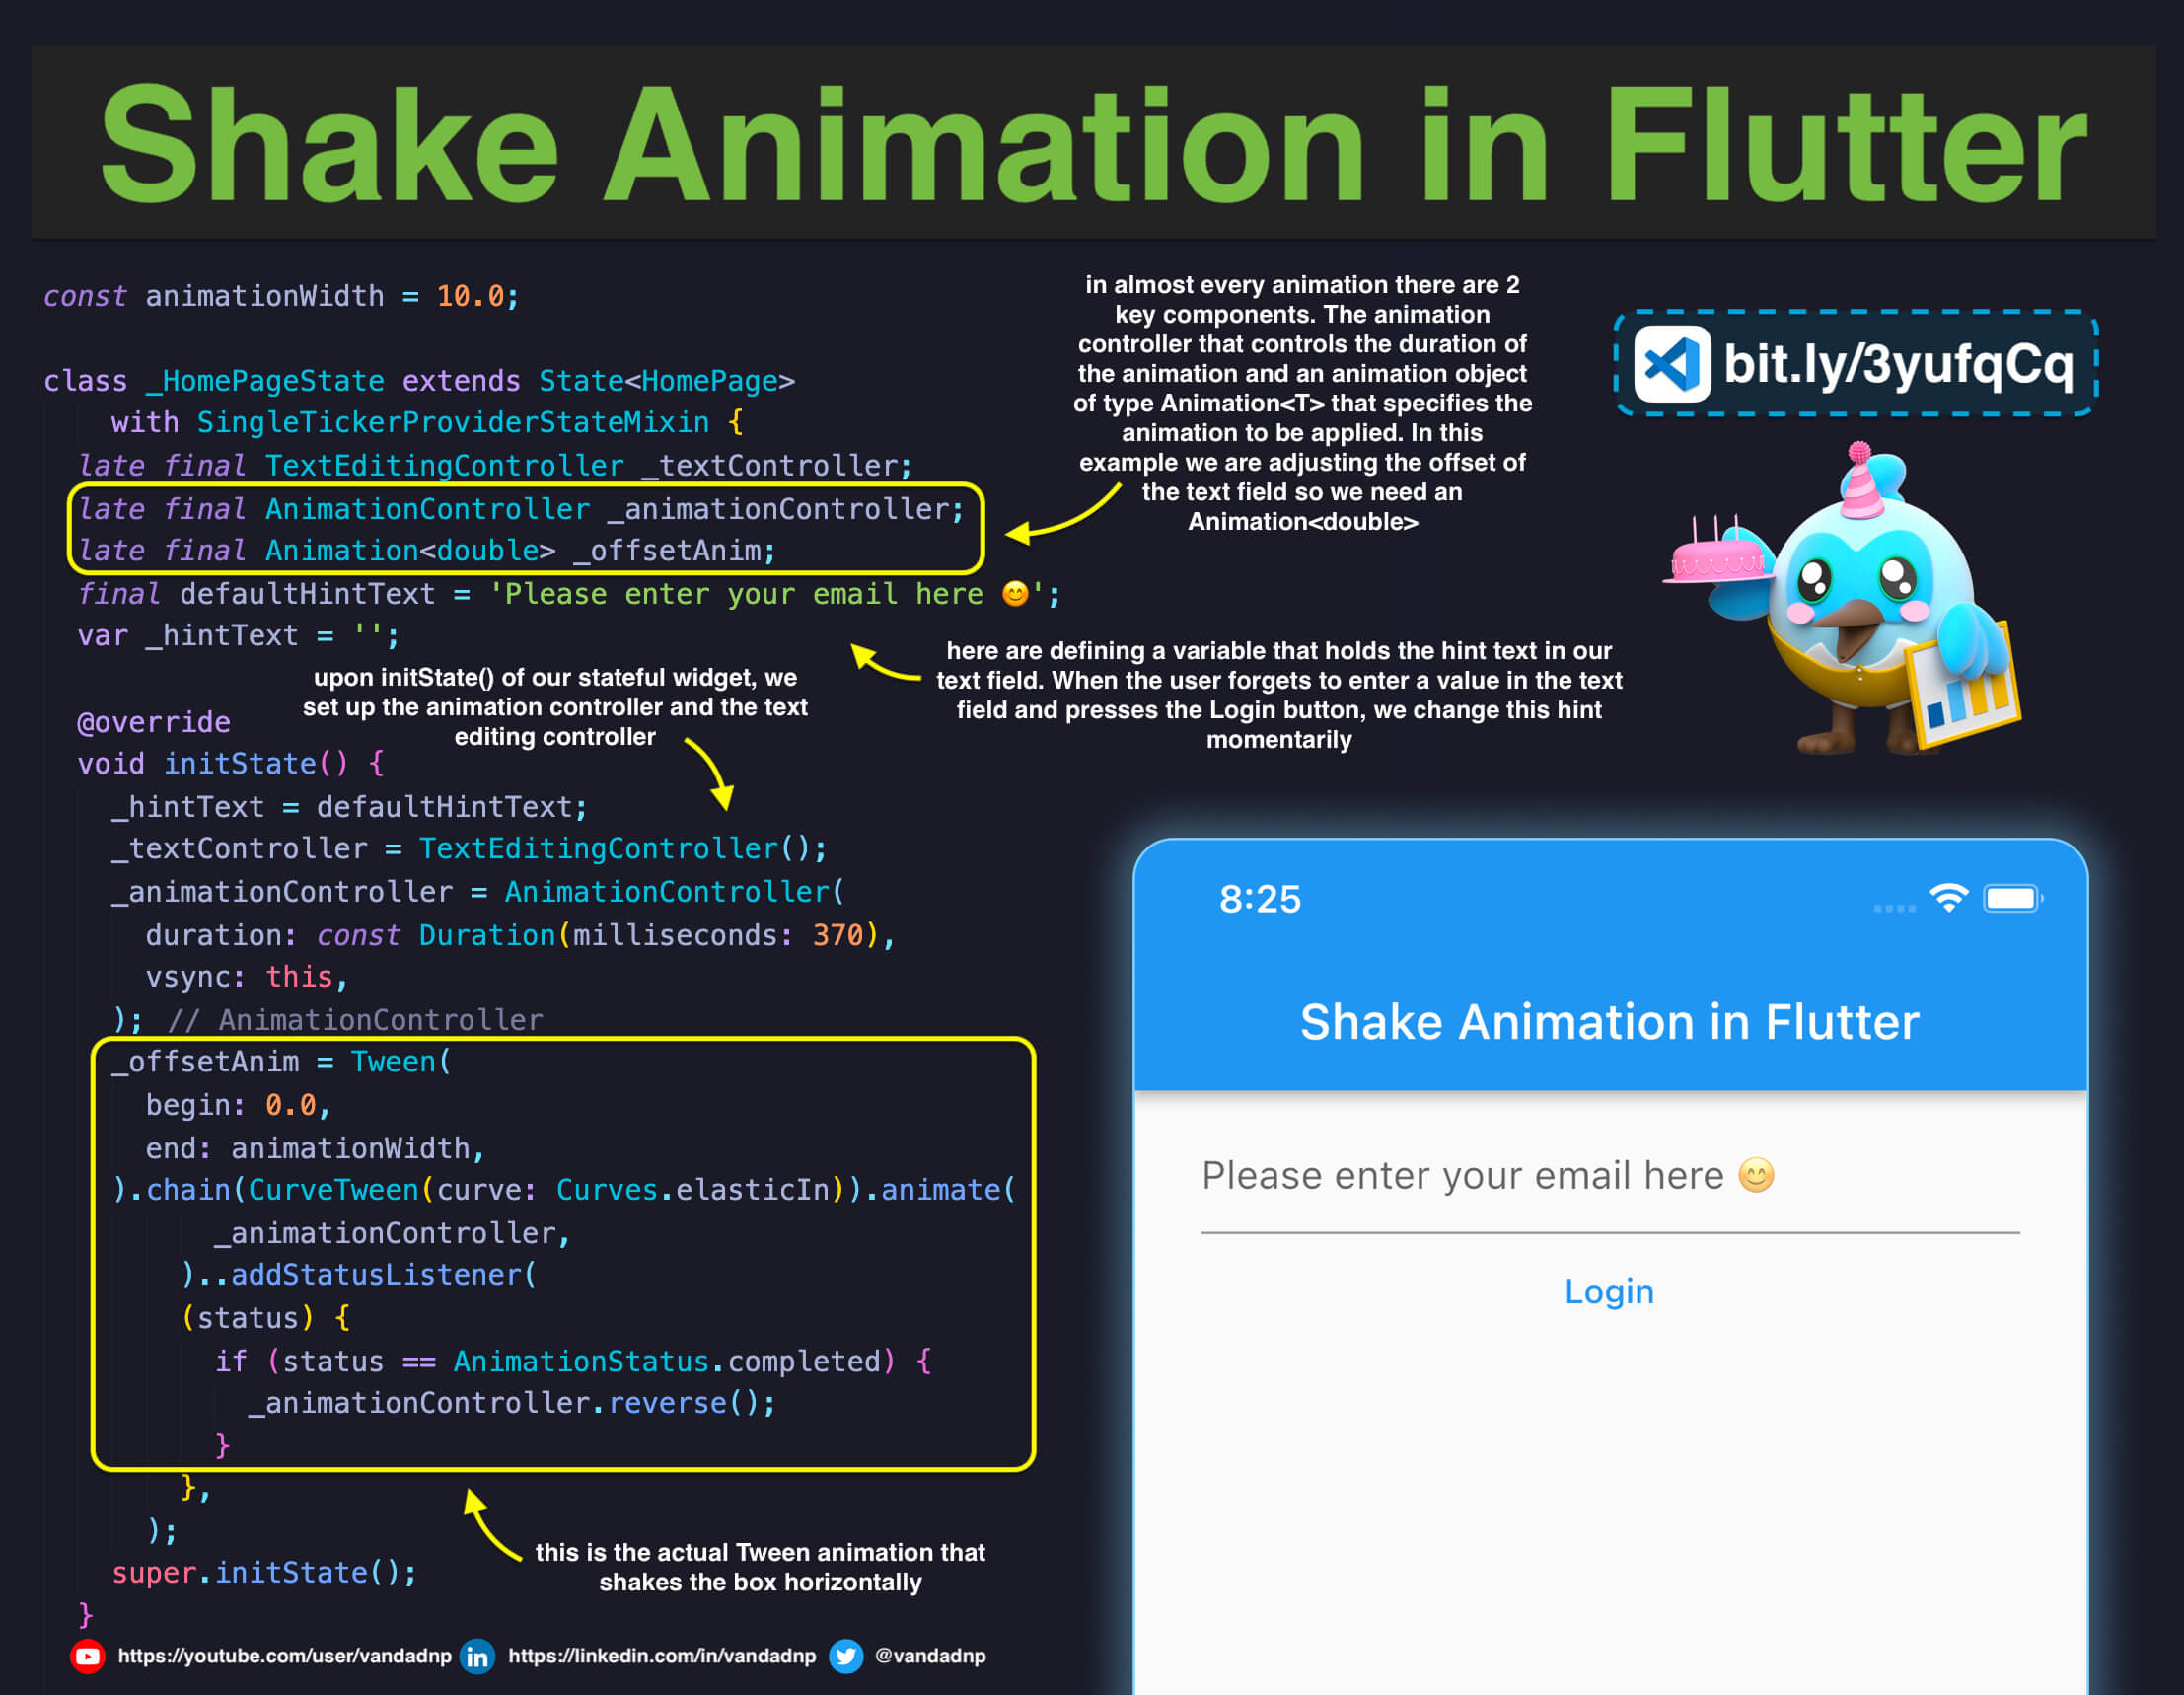 Shake Animation in Flutter
const animationWidth = 10.0;
class _HomePageState extends State<HomePage>
with SingleTickerProviderStateMixin {
late final TextEditingController _textController;
late final AnimationController _animationController;
late final Animation<double> _offsetAnim;
final defaultHintText = 'Please enter your email here 😊';
var _hintText = '';
@override
void initState() {
_hintText = defaultHintText;
_textController = TextEditingController();
_animationController = AnimationController(
duration: const Duration(milliseconds: 370),
vsync: this,
); // AnimationController
_offsetAnim = Tween(
begin: 0.0,
end: animationWidth,
).chain(CurveTween(curve: Curves.elasticIn)).animate(
_animationController,
)..addStatusListener(
(status) {
if (status == AnimationStatus.completed) {
_animationController.reverse();
}
},
);
super.initState();
}
in almost every animation there are 2
key components. The animation
controller that controls the duration of
the animation and an animation object
of type Animation<T> that specifies the
animation to be applied. In this
example we are adjusting the offset of
the text field so we need an
Animation<double>
here are defining a variable that holds the hint text in our
text field. When the user forgets to enter a value in the text
field and presses the Login button, we change this hint
momentarily
upon initState() of our stateful widget, we
set up the animation controller and the text
editing controller
this is the actual Tween animation that
shakes the box horizontally
bit.ly/3yufqCq
8:25
Shake Animation in Flutter
Please enter your email here 😊
Login
https://youtube.com/user/vandadnp
https://linkedin.com/in/vandadnp
@vandadnp